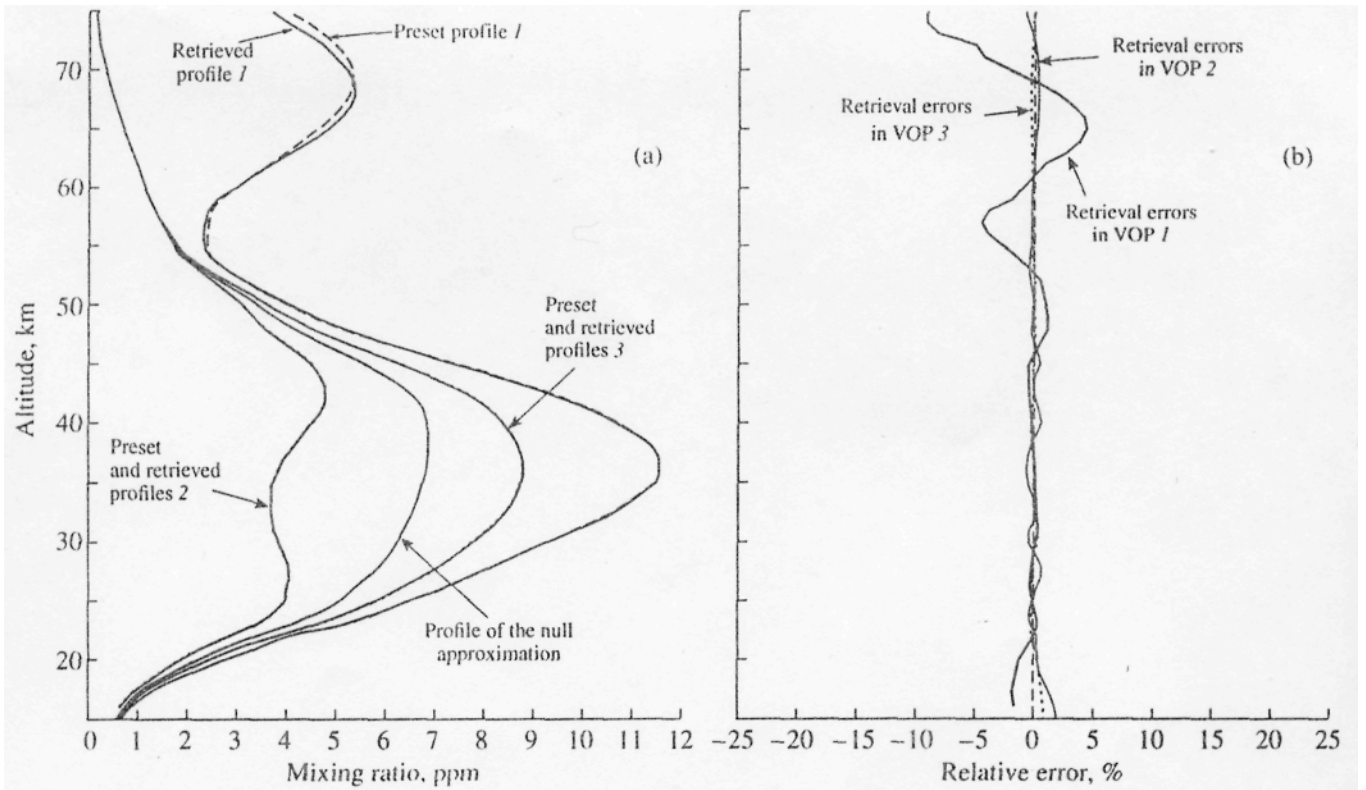 Retrieved
profile 1
Preset profile 1
(a)
Preset
and retrieved
profiles 3
Preset
and retrieved
profiles 2
Profile of the null
approximation
70
60
50
40
30
20
Altitude, km
0 1 2 3 4 5 6 7 8 9 10 11 12
Mixing ratio, ppm
Retrieval errors
in VOP 2
Retrieval errors
in VOP 3
(b)
Retrieval errors
in VOP 1
−25 −20 −15 −10 −5 0 5 10 15 20 25
Relative error, %